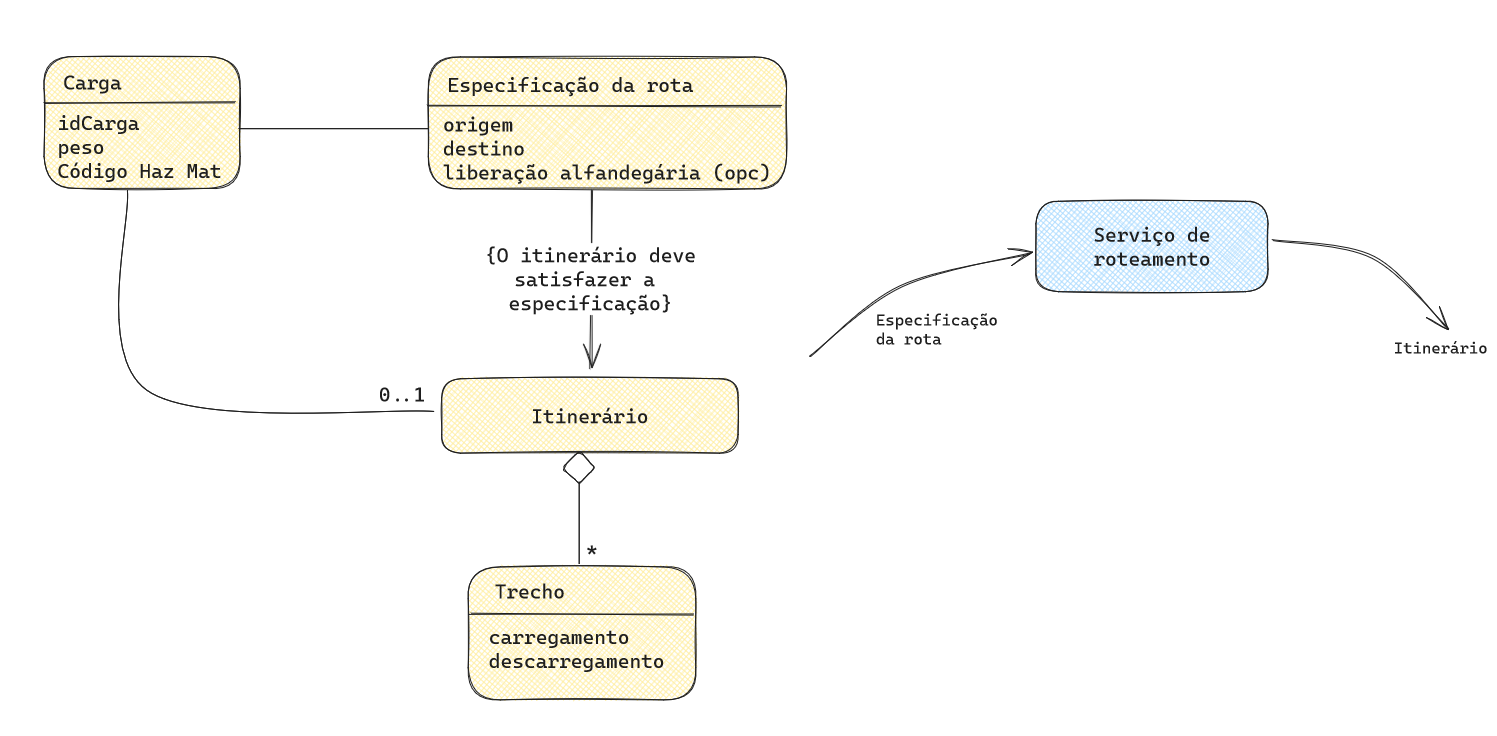 Carga
idCarga
peso
Código Haz Mat
Especificação da rota
origem
destino
liberação alfandegária (opc)
{O itinerário deve
satisfazer a
especificação}
0..1
Itinerário
*
Trecho
carregamento
descarregamento
Especificação
da rota
Serviço de
roteamento
Itinerário